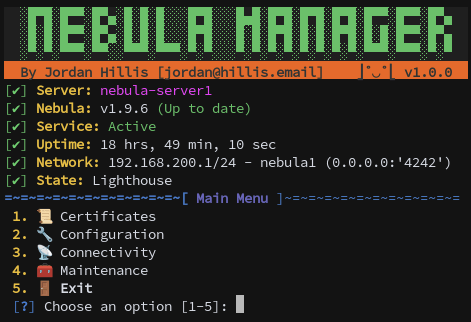 NEBULA MANAGER
By Jordan Hillis [jordan@hillis.email] |˚◡˚| v1.0.0
[✔] Server: nebula-server1
[✔] Nebula: v1.9.6 (Up to date)
[✔] Service: Active
[✔] Uptime: 18 hrs, 49 min, 10 sec
[✔] Network: 192.168.200.1/24 - nebula1 (0.0.0.0:'4242')
[✔] State: Lighthouse
=~=~=~=~=~=~=~=~=~=~=~[ Main Menu ]~=~=~=~=~=~=~=~=~=~=~=
1. 📜 Certificates
2. 🔧 Configuration
3. 📡 Connectivity
4. 🧰 Maintenance
5. 🚪 Exit
[?] Choose an option [1-5]: